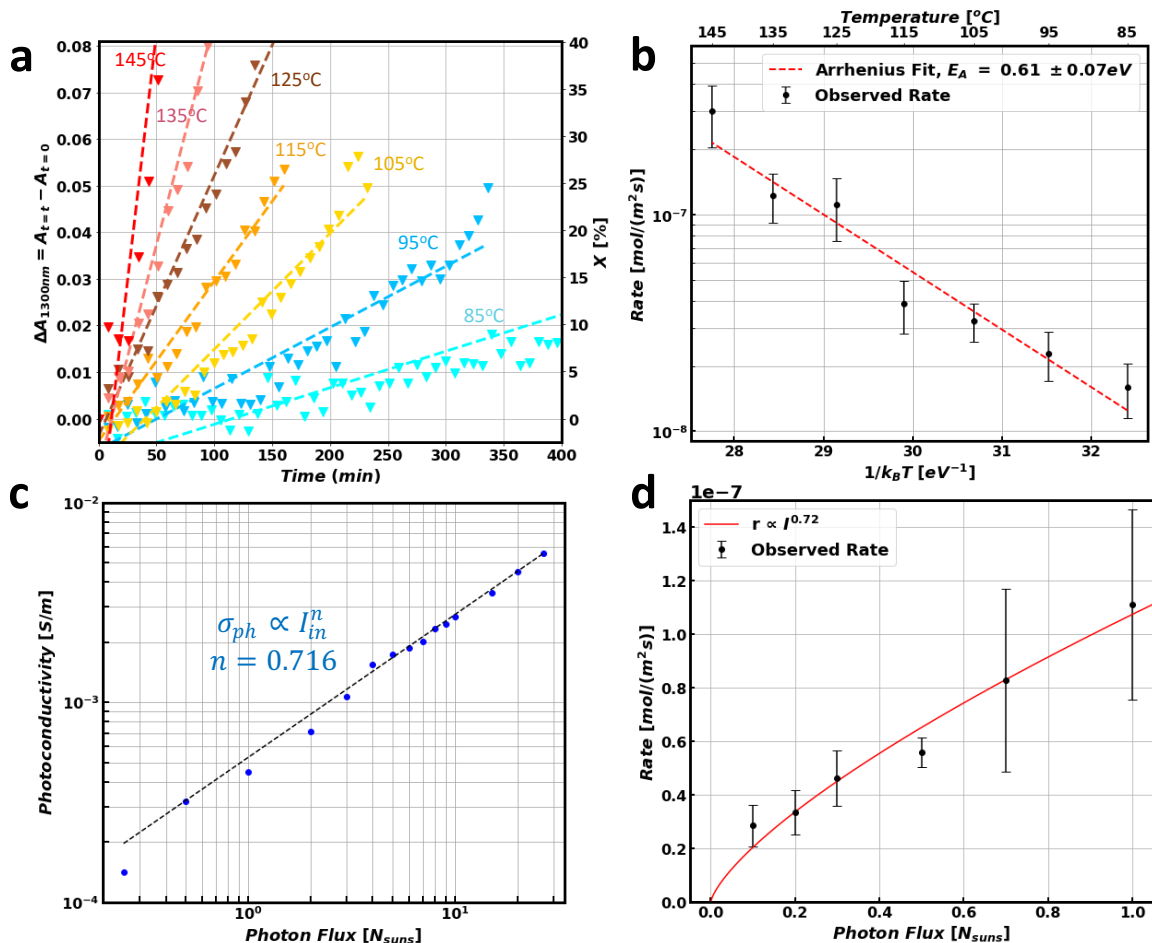 a
0.08
0.07
0.06
0.05
0.04
0.03
0.02
0.01
0.00
ΔA1300nm = At=t − At=0
145°C
135°C
125°C
115°C
105°C
95°C
85°C
40
35
30
25
20
15
10
5
0
X [%]
0 50 100 150 200 250 300 350 400
Time (min)
b
Temperature [°C]
145 135 125 115 105 95 85
Arrhenius Fit, EA = 0.61 ±0.07eV
Observed Rate
10⁻⁷
10⁻⁸
Rate [mol/(m²s)]
28 29 30 31 32
1/kBT [eV⁻¹]
c
10⁻²
10⁻³
10⁻⁴
Photoconductivity [S/m]
σph ∝ Iⁿin
n = 0.716
10⁰ 10¹
Photon Flux [Nsuns]
d
1e-7
r ∝ I^0.72
Observed Rate
1.4
1.2
1.0
0.8
0.6
0.4
0.2
0.0
Rate [mol/(m²s)]
0.0 0.2 0.4 0.6 0.8 1.0
Photon Flux [Nsuns]